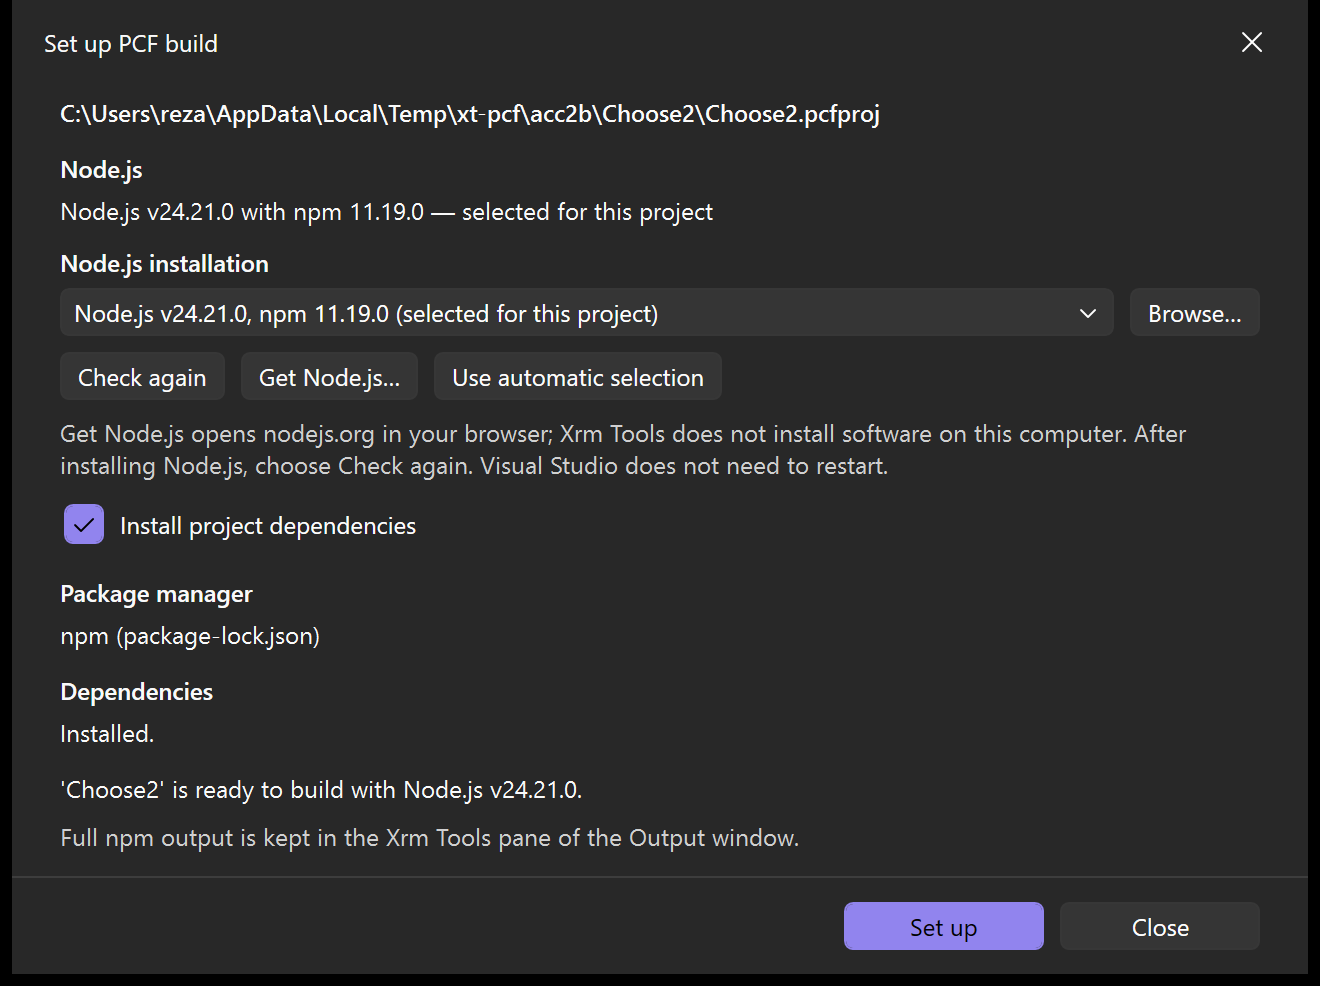 Set up PCF build
C:\Users\reza\AppData\Local\Temp\xt-pcf\acc2b\Choose2\Choose2.pcfproj
Node.js
Node.js v24.21.0 with npm 11.19.0 — selected for this project
Node.js installation
Node.js v24.21.0, npm 11.19.0 (selected for this project)
Browse...
Check again
Get Node.js...
Use automatic selection
Get Node.js opens nodejs.org in your browser; Xrm Tools does not install software on this computer. After
installing Node.js, choose Check again. Visual Studio does not need to restart.
Install project dependencies
Package manager
npm (package-lock.json)
Dependencies
Installed.
'Choose2' is ready to build with Node.js v24.21.0.
Full npm output is kept in the Xrm Tools pane of the Output window.
Set up
Close